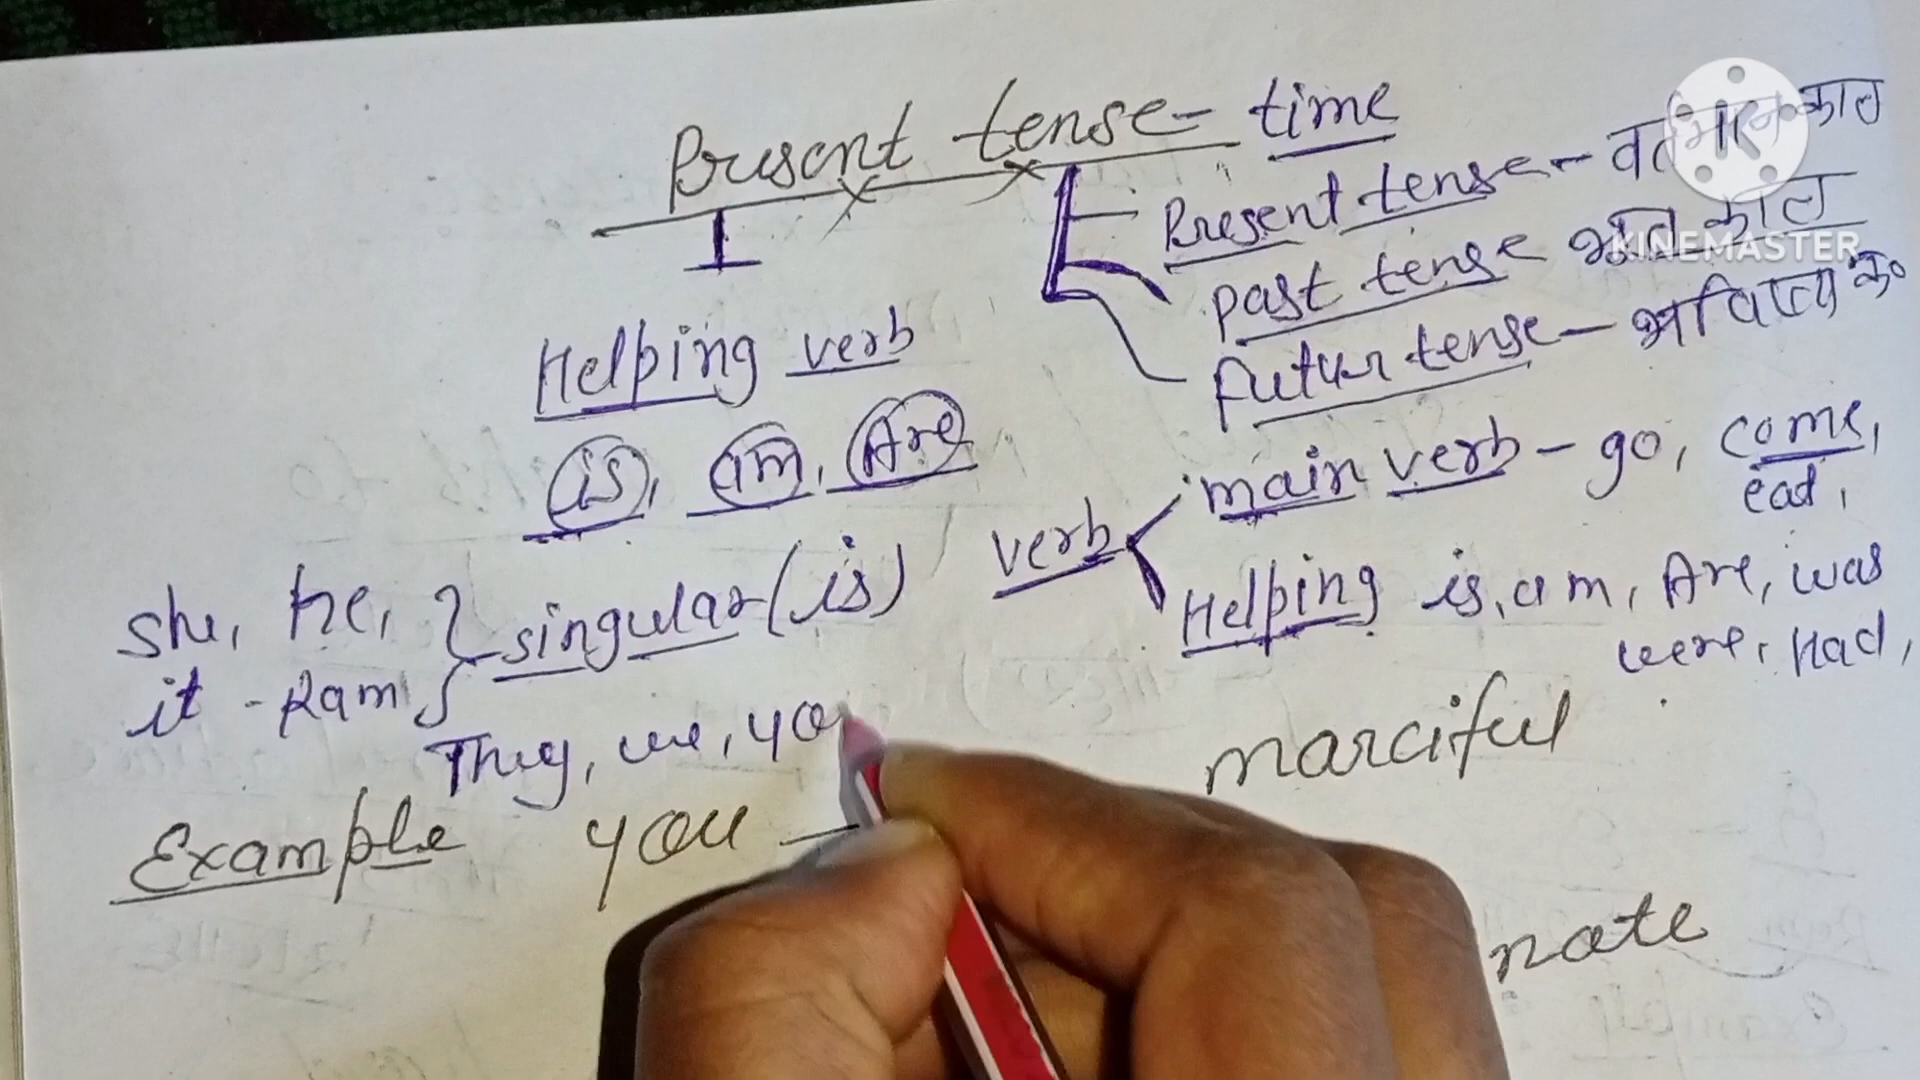 Present tense - time
Present tense - वर्तमान काल
KINEMASTER
Past tense भूत काल
Futur tense - भविष्य का०
Helping verb
is, am, Are
main verb - go, come,
eat,
verb
Helping is, am, Are, was
were, Had,
she, he,
it - Ram
singular (is)
They, we, you
marciful
Example you -
nate